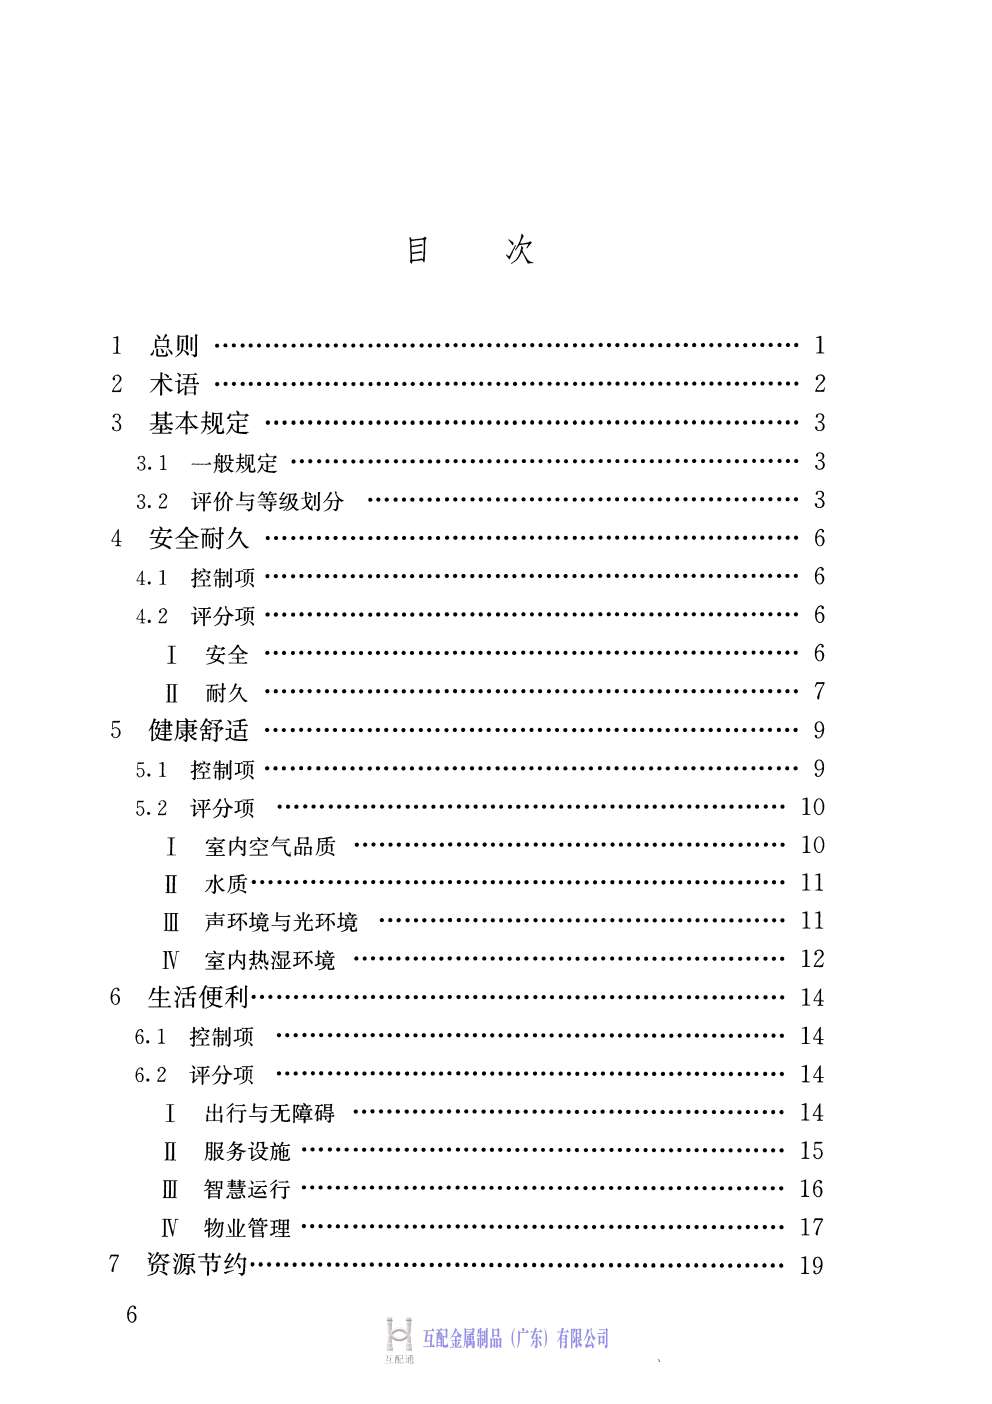 目 次
1 总则 …………………………………………………………… 1
2 术语 …………………………………………………………… 2
3 基本规定 ……………………………………………………… 3
3.1 一般规定 …………………………………………………… 3
3.2 评价与等级划分 …………………………………………… 3
4 安全耐久 ……………………………………………………… 6
4.1 控制项 ……………………………………………………… 6
4.2 评分项 ……………………………………………………… 6
Ⅰ 安全 ………………………………………………………… 6
Ⅱ 耐久 ………………………………………………………… 7
5 健康舒适 ……………………………………………………… 9
5.1 控制项 ……………………………………………………… 9
5.2 评分项 ……………………………………………………… 10
Ⅰ 室内空气品质 ……………………………………………… 10
Ⅱ 水质 ………………………………………………………… 11
Ⅲ 声环境与光环境 …………………………………………… 11
Ⅳ 室内热湿环境 ……………………………………………… 12
6 生活便利 ……………………………………………………… 14
6.1 控制项 ……………………………………………………… 14
6.2 评分项 ……………………………………………………… 14
Ⅰ 出行与无障碍 ……………………………………………… 14
Ⅱ 服务设施 …………………………………………………… 15
Ⅲ 智慧运行 …………………………………………………… 16
Ⅳ 物业管理 …………………………………………………… 17
7 资源节约 ……………………………………………………… 19
6
互配金属制品（广东）有限公司
互配通